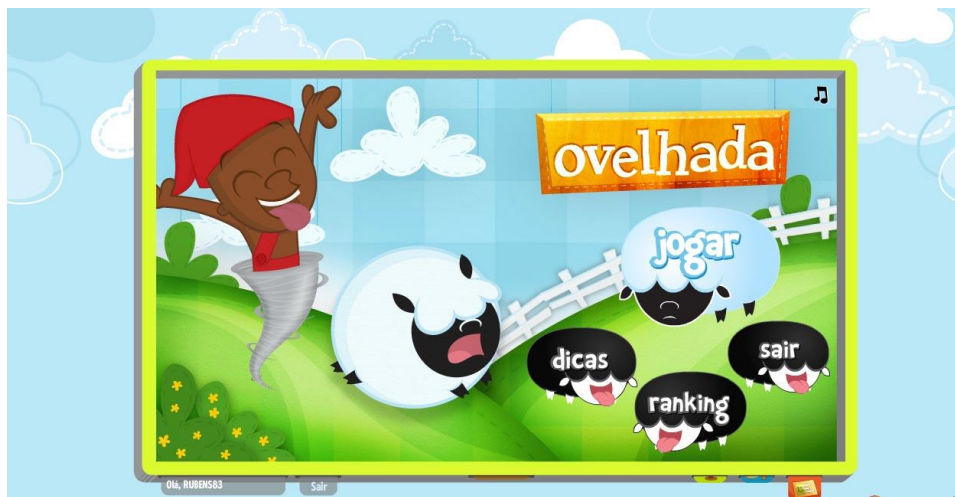 ovelhada
jogar
dicas
sair
ranking
Olá, RUBENS83
Sair